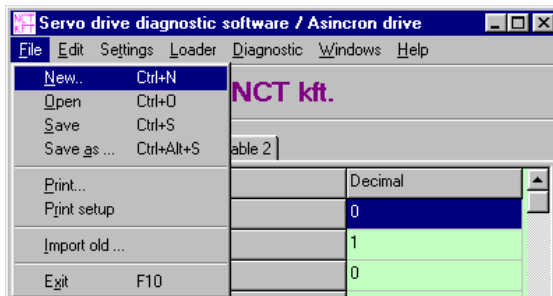 NCT KFT Servo drive diagnostic software / Asincron drive
File Edit Settings Loader Diagnostic Windows Help
New.. Ctrl+N
NCT kft.
Open Ctrl+O
Save Ctrl+S
Save as ... Ctrl+Alt+S
able 2
Print...
Decimal
Print setup
0
Import old ...
1
Exit F10
0